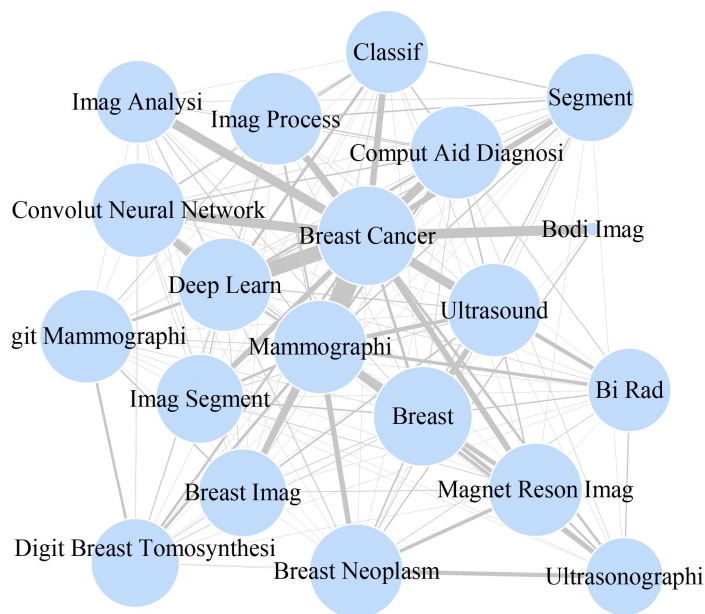 Classif
Imag Analysi
Segment
Imag Process
Comput Aid Diagnosi
Convolut Neural Network
Breast Cancer
Bodi Imag
Deep Learn
Ultrasound
git Mammographi
Mammographi
Bi Rad
Imag Segment
Breast
Breast Imag
Magnet Reson Imag
Digit Breast Tomosynthesi
Breast Neoplasm
Ultrasonographi